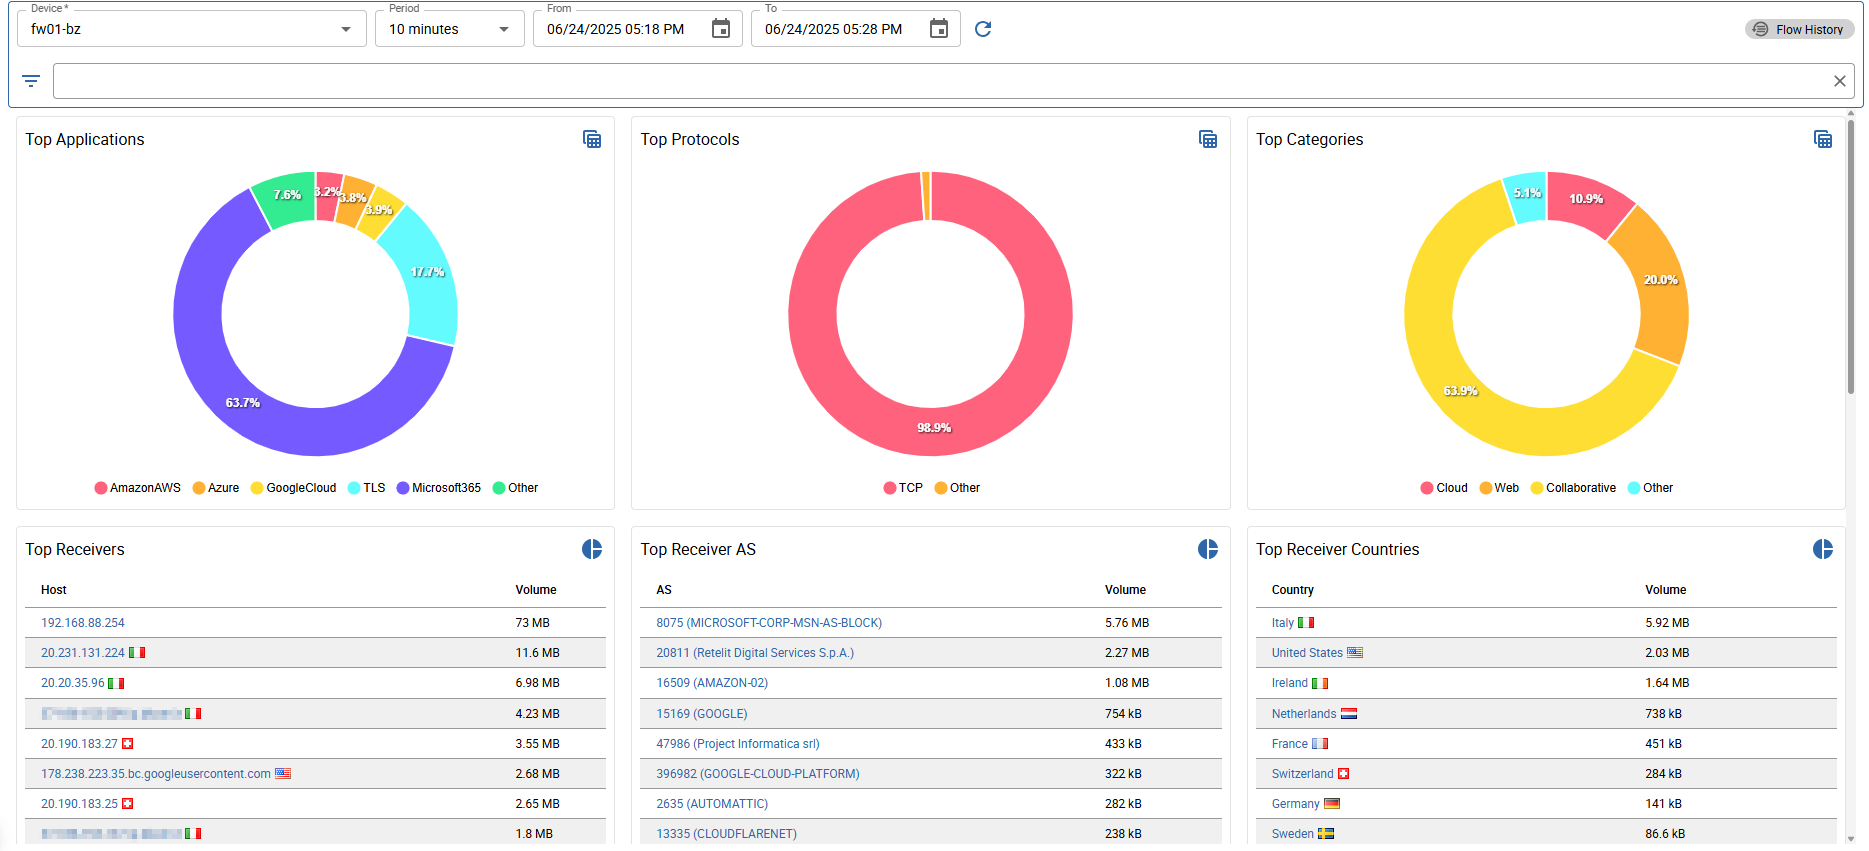 Device *
fw01-bz
Period
10 minutes
From
06/24/2025 05:18 PM
To
06/24/2025 05:28 PM
Flow History
Top Applications
7.6%
3.2%
3.8%
3.9%
17.7%
63.7%
AmazonAWS Azure GoogleCloud TLS Microsoft365 Other
Top Protocols
98.9%
TCP Other
Top Categories
5.1%
10.9%
20.0%
63.9%
Cloud Web Collaborative Other
Top Receivers
Host Volume
192.168.88.254 73 MB
20.231.131.224 11.6 MB
20.20.35.96 6.98 MB
4.23 MB
20.190.183.27 3.55 MB
178.238.223.35.bc.googleusercontent.com 2.68 MB
20.190.183.25 2.65 MB
1.8 MB
Top Receiver AS
AS Volume
8075 (MICROSOFT-CORP-MSN-AS-BLOCK) 5.76 MB
20811 (Retelit Digital Services S.p.A.) 2.27 MB
16509 (AMAZON-02) 1.08 MB
15169 (GOOGLE) 754 kB
47986 (Project Informatica srl) 433 kB
396982 (GOOGLE-CLOUD-PLATFORM) 322 kB
2635 (AUTOMATTIC) 282 kB
13335 (CLOUDFLARENET) 238 kB
Top Receiver Countries
Country Volume
Italy 5.92 MB
United States 2.03 MB
Ireland 1.64 MB
Netherlands 738 kB
France 451 kB
Switzerland 284 kB
Germany 141 kB
Sweden 86.6 kB